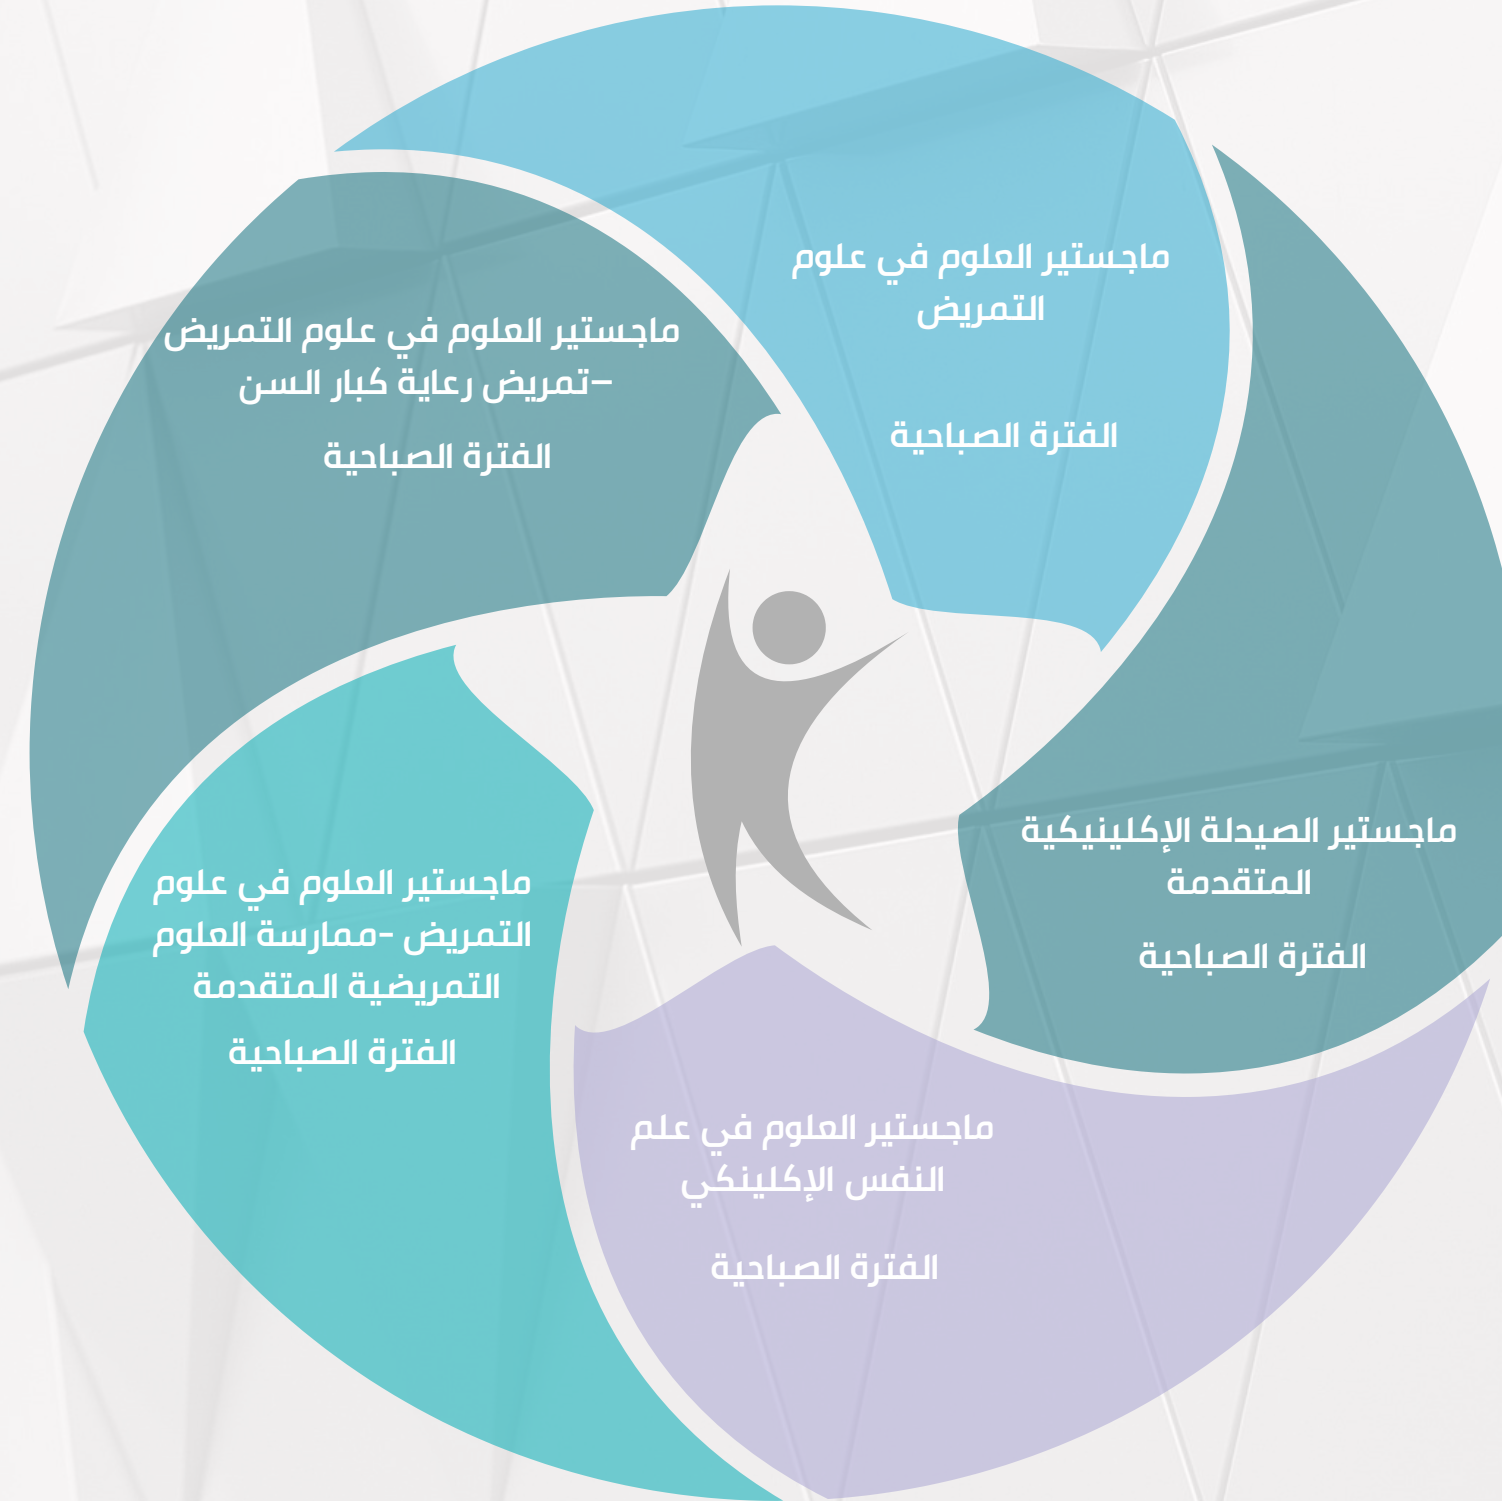 ماجستير العلوم في علوم
التمريض
الفترة الصباحية
ماجستير العلوم في علوم التمريض
–تمريض رعاية كبار السن
الفترة الصباحية
ماجستير الصيدلة الإكلينيكية
المتقدمة
الفترة الصباحية
ماجستير العلوم في علوم
التمريض -ممارسة العلوم
التمريضية المتقدمة
الفترة الصباحية
ماجستير العلوم في علم
النفس الإكلينكي
الفترة الصباحية